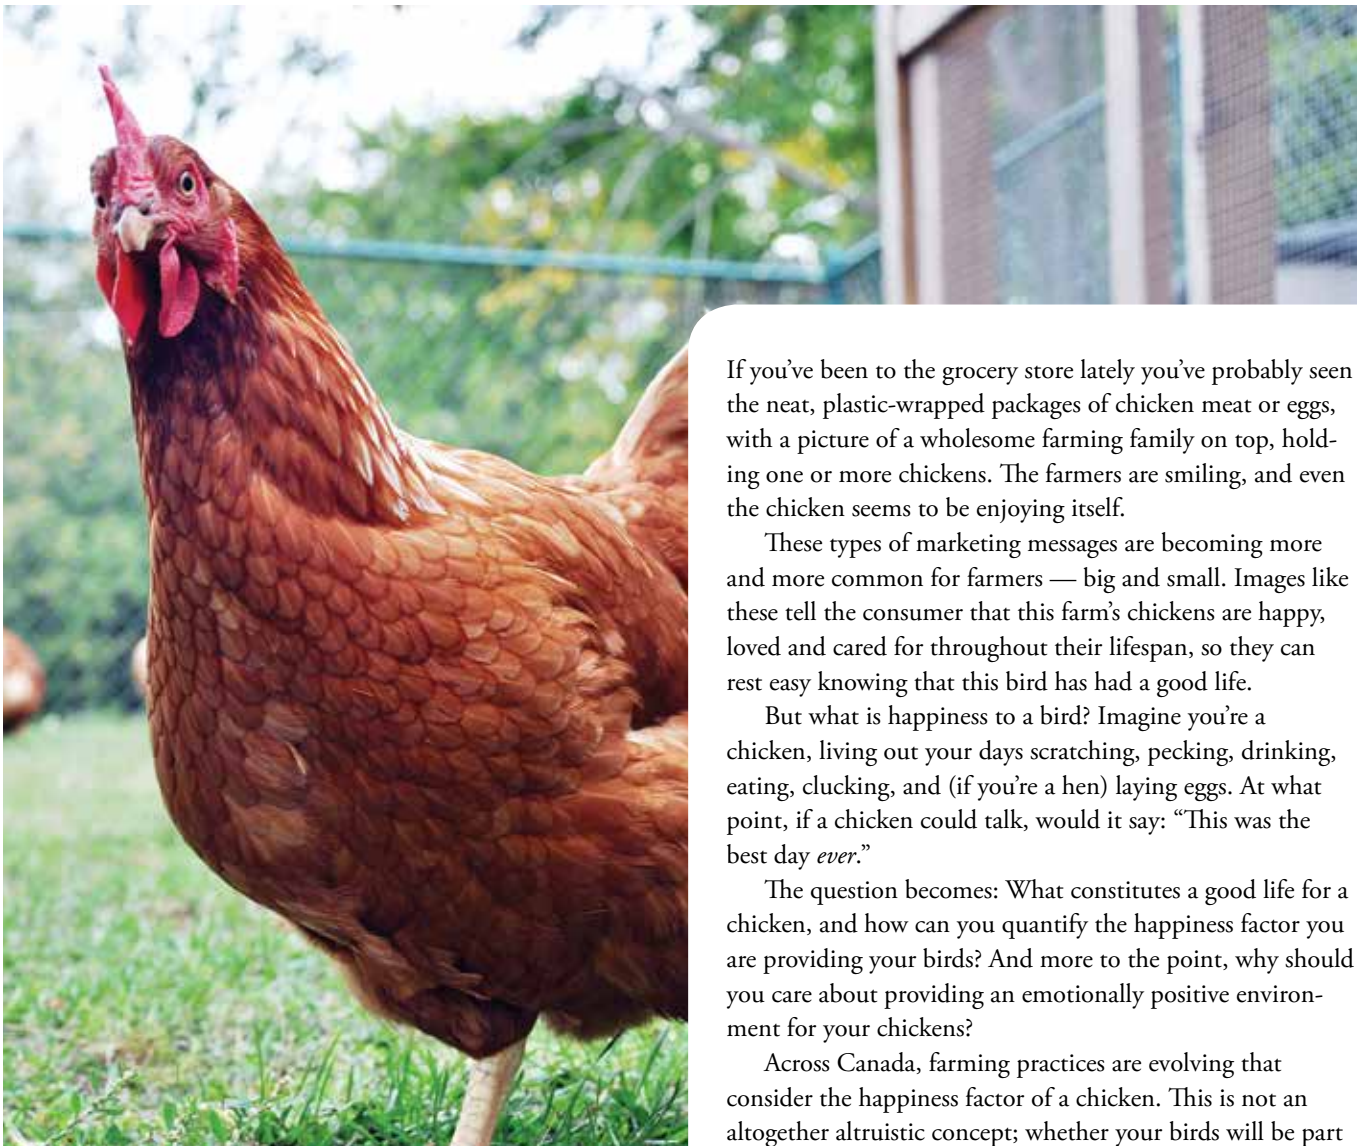 If you’ve been to the grocery store lately you’ve probably seen
the neat, plastic-wrapped packages of chicken meat or eggs,
with a picture of a wholesome farming family on top, hold-
ing one or more chickens. The farmers are smiling, and even
the chicken seems to be enjoying itself.
These types of marketing messages are becoming more
and more common for farmers — big and small. Images like
these tell the consumer that this farm’s chickens are happy,
loved and cared for throughout their lifespan, so they can
rest easy knowing that this bird has had a good life.
But what is happiness to a bird? Imagine you’re a
chicken, living out your days scratching, pecking, drinking,
eating, clucking, and (if you’re a hen) laying eggs. At what
point, if a chicken could talk, would it say: “This was the
best day ever.”
The question becomes: What constitutes a good life for a
chicken, and how can you quantify the happiness factor you
are providing your birds? And more to the point, why should
you care about providing an emotionally positive environ-
ment for your chickens?
Across Canada, farming practices are evolving that
consider the happiness factor of a chicken. This is not an
altogether altruistic concept; whether your birds will be part